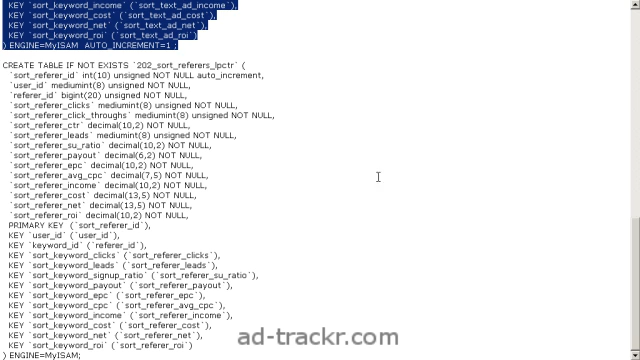 KEY `sort_keyword_income` (`sort_text_ad_income`),
KEY `sort_keyword_cost` (`sort_text_ad_cost`),
KEY `sort_keyword_net` (`sort_text_ad_net`),
KEY `sort_keyword_roi` (`sort_text_ad_roi`)
) ENGINE=MyISAM AUTO_INCREMENT=1 ;
CREATE TABLE IF NOT EXISTS `202_sort_referers_lpctr` (
`sort_referer_id` int(10) unsigned NOT NULL auto_increment,
`user_id` mediumint(8) unsigned NOT NULL,
`referer_id` bigint(20) unsigned NOT NULL,
`sort_referer_clicks` mediumint(8) unsigned NOT NULL,
`sort_referer_click_throughs` mediumint(8) unsigned NOT NULL,
`sort_referer_ctr` decimal(10,2) NOT NULL,
`sort_referer_leads` mediumint(8) unsigned NOT NULL,
`sort_referer_su_ratio` decimal(10,2) NOT NULL,
`sort_referer_payout` decimal(6,2) NOT NULL,
`sort_referer_epc` decimal(10,2) NOT NULL,
`sort_referer_avg_cpc` decimal(7,5) NOT NULL,
`sort_referer_income` decimal(10,2) NOT NULL,
`sort_referer_cost` decimal(13,5) NOT NULL,
`sort_referer_net` decimal(13,5) NOT NULL,
`sort_referer_roi` decimal(10,2) NOT NULL,
PRIMARY KEY (`sort_referer_id`),
KEY `user_id` (`user_id`),
KEY `keyword_id` (`referer_id`),
KEY `sort_keyword_clicks` (`sort_referer_clicks`),
KEY `sort_keyword_leads` (`sort_referer_leads`),
KEY `sort_keyword_signup_ratio` (`sort_referer_su_ratio`),
KEY `sort_keyword_payout` (`sort_referer_payout`),
KEY `sort_keyword_epc` (`sort_referer_epc`),
KEY `sort_keyword_cpc` (`sort_referer_avg_cpc`),
KEY `sort_keyword_income` (`sort_referer_income`),
KEY `sort_keyword_cost` (`sort_referer_cost`),
KEY `sort_keyword_net` (`sort_referer_net`),
KEY `sort_keyword_roi` (`sort_referer_roi`)
) ENGINE=MyISAM;
ad-trackr.com